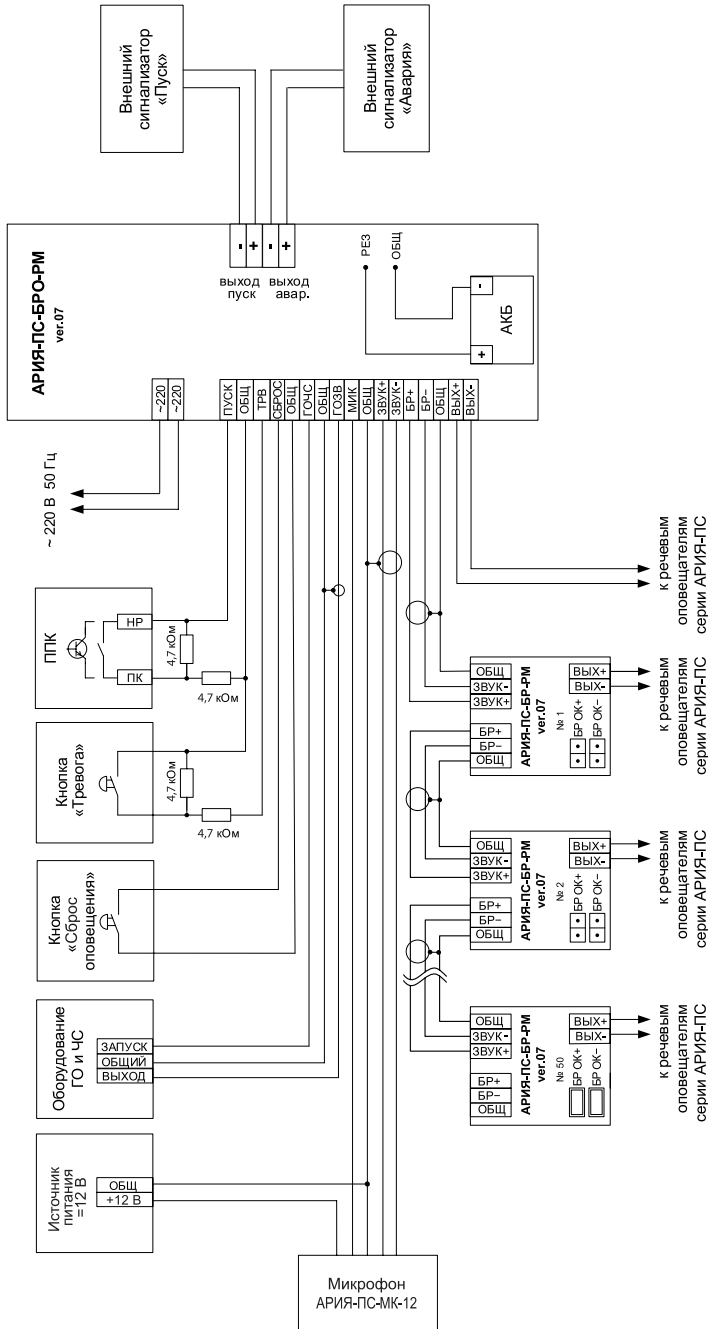 Внешний
сигнализатор
«Пуск»
Внешний
сигнализатор
«Авария»
АРИЯ-ПС-БРО-РМ
ver.07
-
+
-
+
выход
пуск
выход
авар.
РЕЗ
ОБЩ
-
+
АКБ
~220
~220
ПУСК
ОБЩ
ТРВ
СБРОС
ОБЩ
ГОЧС
ОБЩ
ГОЗВ
МИК
ОБЩ
ЗВУК+
ЗВУК-
БР+
БР−
ОБЩ
ВЫХ+
ВЫХ-
~ 220 В 50 Гц
ППК
НР
ПК
4,7 кОм
4,7 кОм
Кнопка
«Тревога»
4,7 кОм
4,7 кОм
Кнопка
«Сброс
оповещения»
Оборудование
ГО и ЧС
ЗАПУСК
ОБЩИЙ
ВЫХОД
Источник
питания
=12 В
ОБЩ
+12 В
Микрофон
АРИЯ-ПС-МК-12
к речевым
оповещателям
серии АРИЯ-ПС
ОБЩ
ЗВУК-
ЗВУК+
БР+
БР−
ОБЩ
АРИЯ-ПС-БР-РМ
ver.07
№ 1
ВЫХ+
ВЫХ-
БР ОК+
БР ОК−
к речевым
оповещателям
серии АРИЯ-ПС
ОБЩ
ЗВУК-
ЗВУК+
БР+
БР−
ОБЩ
АРИЯ-ПС-БР-РМ
ver.07
№ 2
ВЫХ+
ВЫХ-
БР ОК+
БР ОК−
к речевым
оповещателям
серии АРИЯ-ПС
ОБЩ
ЗВУК-
ЗВУК+
БР+
БР−
ОБЩ
АРИЯ-ПС-БР-РМ
ver.07
№ 50
ВЫХ+
ВЫХ-
БР ОК+
БР ОК−
к речевым
оповещателям
серии АРИЯ-ПС